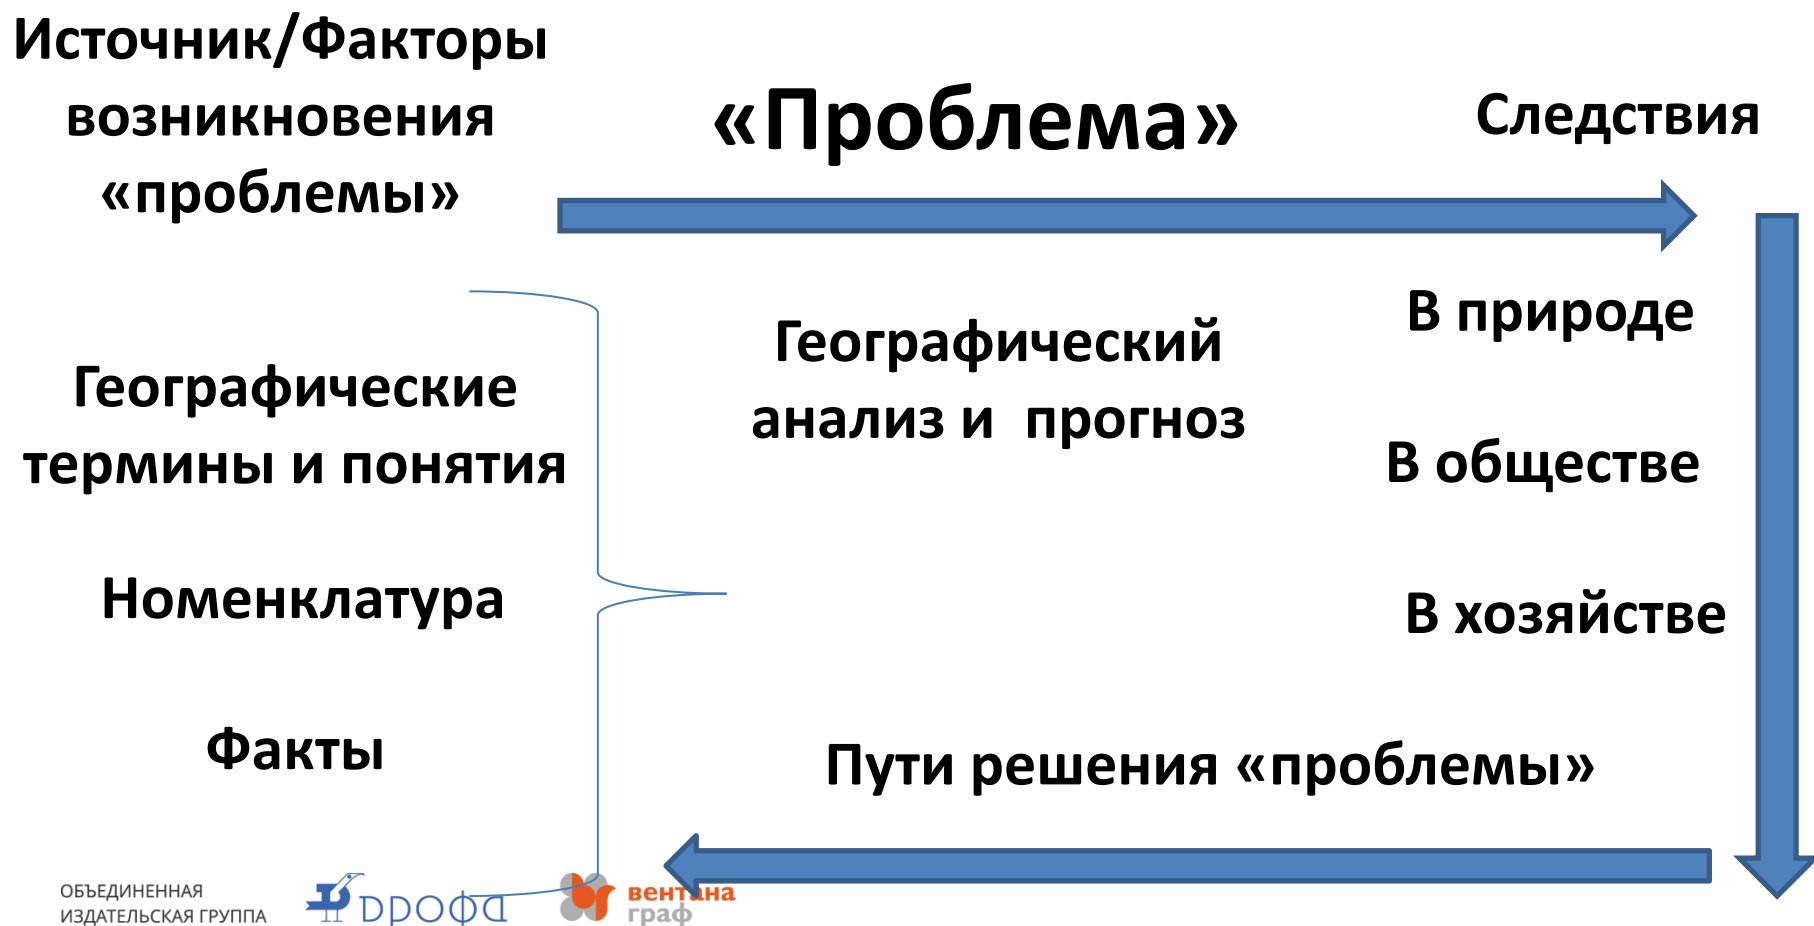 Источник/Факторы
возникновения
«проблемы»
«Проблема»
Следствия
Географический
анализ и прогноз
В природе
В обществе
В хозяйстве
Географические
термины и понятия
Номенклатура
Факты
Пути решения «проблемы»
ОБЪЕДИНЕННАЯ
ИЗДАТЕЛЬСКАЯ ГРУППА
дрофа
вентана
граф